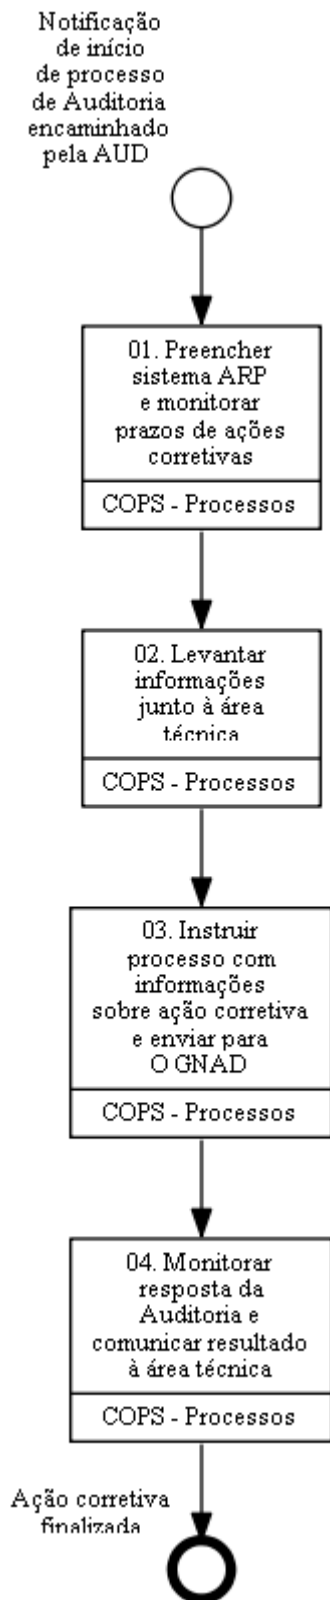 Notificação
de início
de processo
de Auditoria
encaminhado
pela AUD
01. Preencher
sistema ARP
e monitorar
prazos de ações
corretivas
COPS - Processos
02. Levantar
informações
junto à área
técnica
COPS - Processos
03. Instruir
processo com
informações
sobre ação corretiva
e enviar para
O GNAD
COPS - Processos
04. Monitorar
resposta da
Auditoria e
comunicar resultado
à área técnica
COPS - Processos
Ação corretiva
finalizada